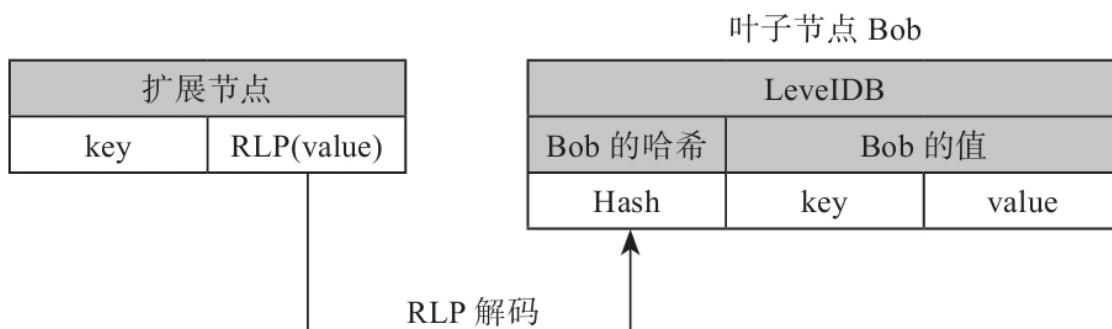 叶子节点 Bob
扩展节点
LeveIDB
key RLP(value)
Bob 的哈希 Bob 的值
Hash key value
RLP 解码